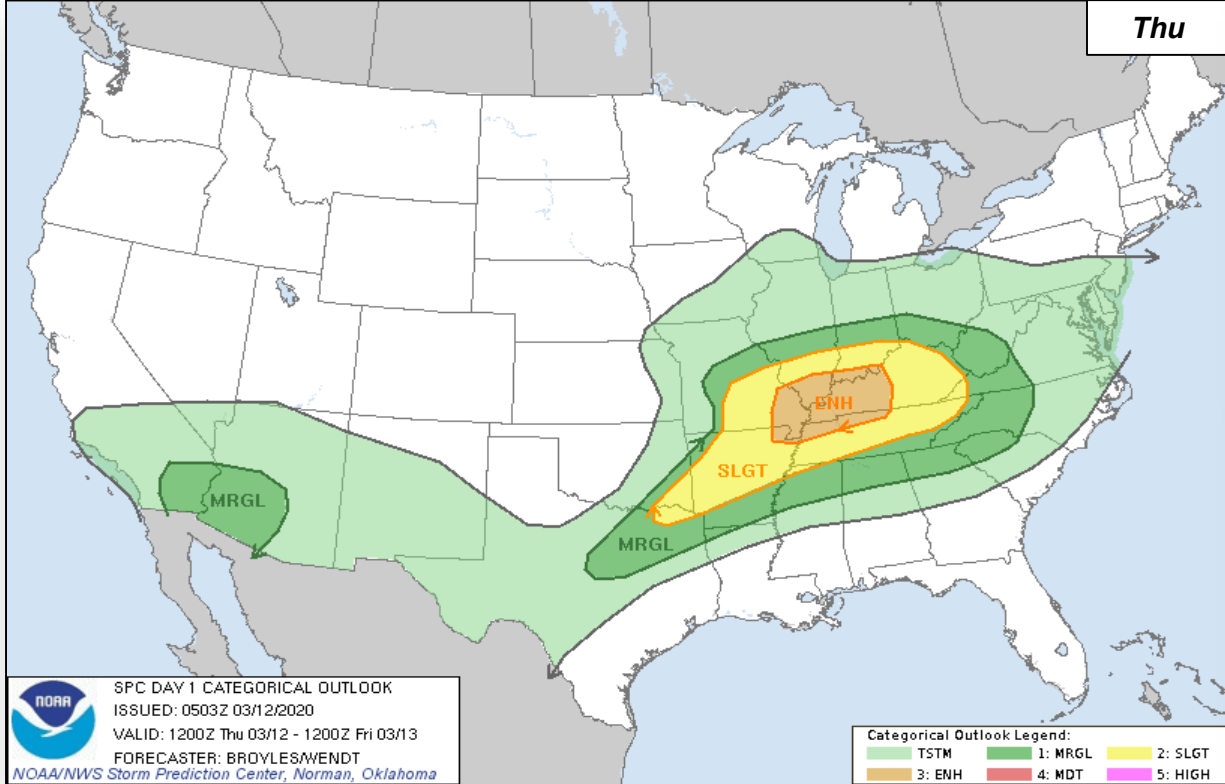 Thu
ENH
SLGT
MRGL
MRGL
NOAA
SPC DAY 1 CATEGORICAL OUTLOOK
ISSUED: 0503Z 03/12/2020
VALID: 1200Z Thu 03/12 - 1200Z Fri 03/13
FORECASTER: BROYLES/WENDT
NOAA/NWS Storm Prediction Center, Norman, Oklahoma
Categorical Outlook Legend:
TSTM 1: MRGL 2: SLGT
3: ENH 4: MDT 5: HIGH